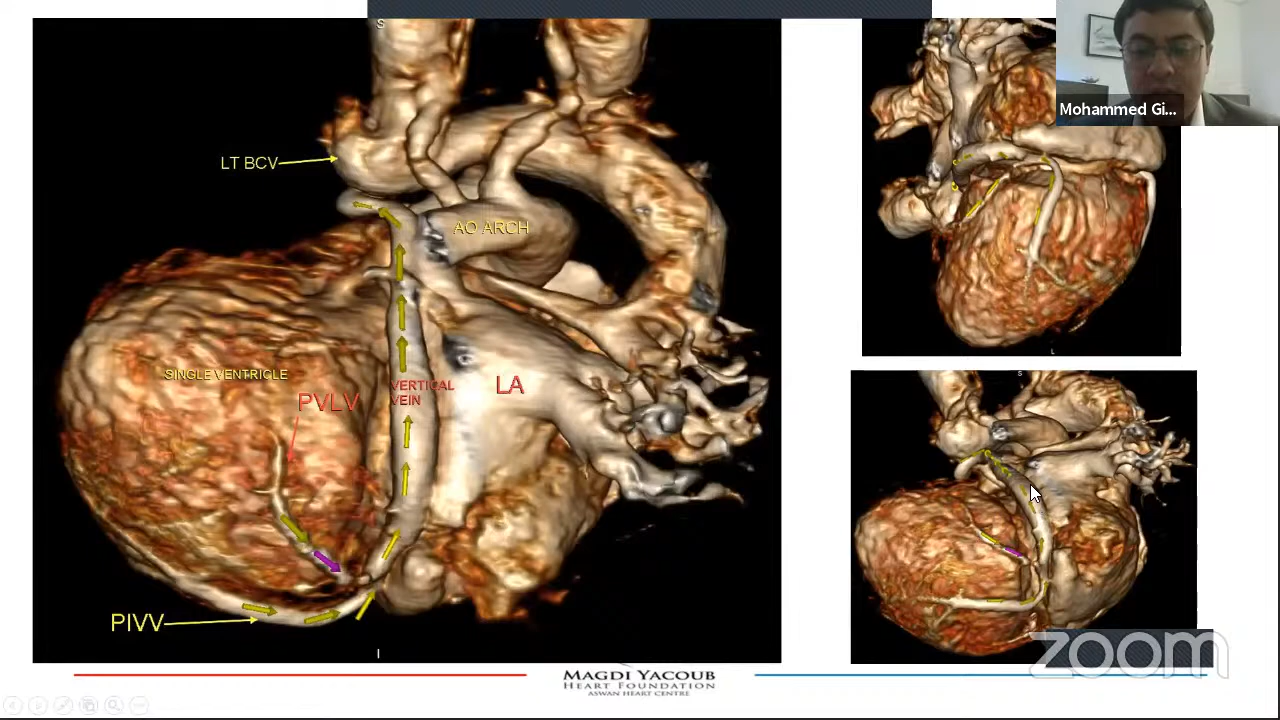 S
LT BCV
AO ARCH
SINGLE VENTRICLE
PVLV
VERTICAL
VEIN
LA
PIVV
I
Mohammed Gi...
L
S
zoom
MAGDI YACOUB
HEART FOUNDATION
ASWAN HEART CENTRE